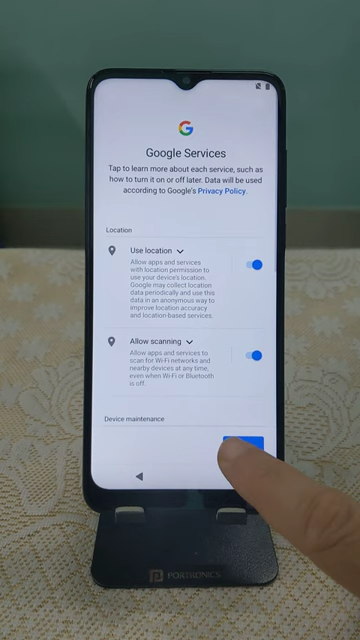 Google Services
Tap to learn more about each service, such as
how to turn it on or off later. Data will be used
according to Google's Privacy Policy.
Location
Use location
Allow apps and services
with location permission to
use your device's location.
Google may collect location
data periodically and use this
data in an anonymous way to
improve location accuracy
and location-based services.
Allow scanning
Allow apps and services to
scan for Wi-Fi networks and
nearby devices at any time,
even when Wi-Fi or Bluetooth
is off.
Device maintenance
PORTRONICS